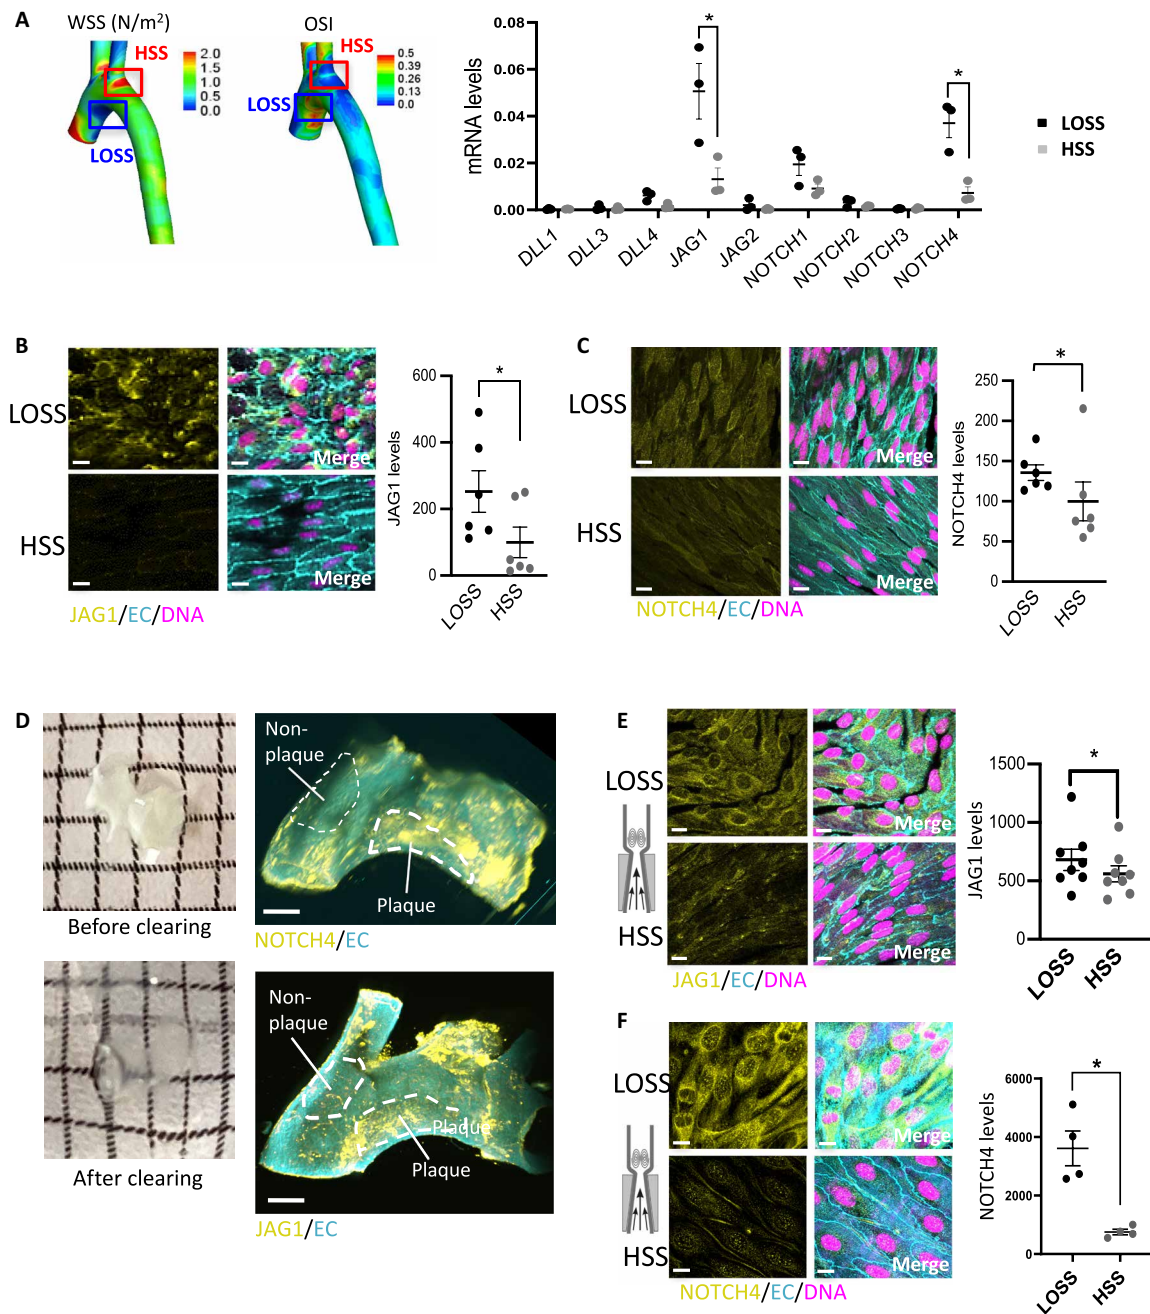 A
WSS (N/m²)
OSI
HSS
HSS
LOSS
LOSS
2.0
1.5
1.0
0.5
0.0
0.5
0.39
0.26
0.13
0.0
mRNA levels
0.08
0.06
0.04
0.02
0.00
*
*
DLL1
DLL3
DLL4
JAG1
JAG2
NOTCH1
NOTCH2
NOTCH3
NOTCH4
LOSS
HSS
B
LOSS
HSS
Merge
Merge
JAG1/EC/DNA
JAG1 levels
600
400
200
0
*
LOSS
HSS
C
LOSS
HSS
Merge
Merge
NOTCH4/EC/DNA
NOTCH4 levels
250
200
150
100
50
0
*
LOSS
HSS
D
Before clearing
After clearing
Non-
plaque
Plaque
NOTCH4/EC
Non-
plaque
Plaque
Plaque
JAG1/EC
E
LOSS
HSS
Merge
Merge
JAG1/EC/DNA
JAG1 levels
1500
1000
500
0
*
LOSS
HSS
F
LOSS
HSS
Merge
Merge
NOTCH4/EC/DNA
NOTCH4 levels
6000
4000
2000
0
*
LOSS
HSS